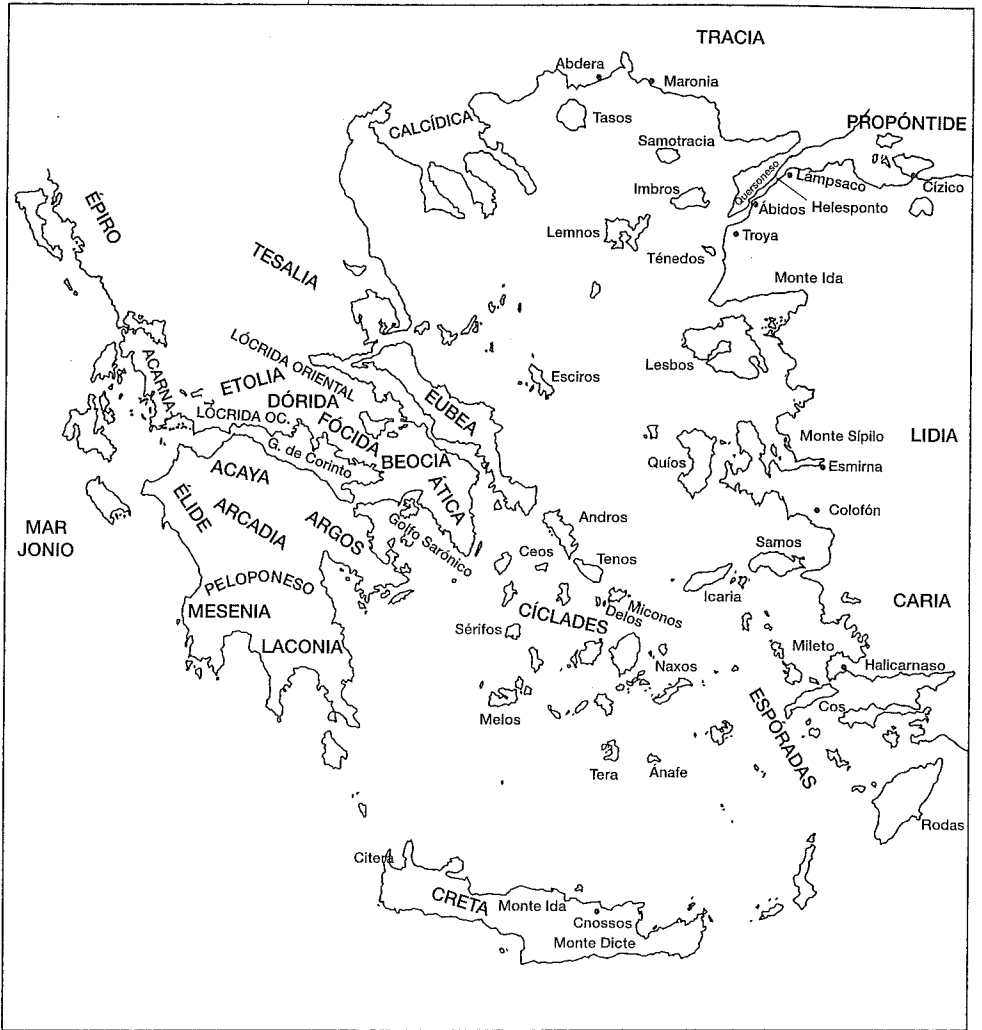 TRACIA
Abdera
Maronia
CALCÍDICA
Tasos
PROPÓNTIDE
Samotracia
Quersoneso
Lámpsaco
Cízico
Imbros
Ábidos
Helesponto
ÉPIRO
Lemnos
Troya
TESALIA
Ténedos
Monte Ida
LÓCRIDA ORIENTAL
ACARNA
ETOLIA
Lesbos
Esciros
DÓRIDA
EUBEA
LÓCRIDA OC.
FÓCIDA
Monte Sípilo
LIDIA
G. de Corinto
BEOCIA
Quíos
Esmirna
ACAYA
ÉLIDE
ÁTICA
ARCADIA
ARGOS
Colofón
MAR
JONIO
Golfo Sarónico
Andros
Ceos
Tenos
Samos
PELOPONESO
Icaria
MESENIA
CÍCLADES
Miconos
Delos
CARIA
Sérifos
LACONIA
Mileto
Naxos
Halicarnaso
Melos
Cos
ESPÓRADAS
Tera
Ánafe
Rodas
Citera
CRETA
Monte Ida
Cnossos
Monte Dicte